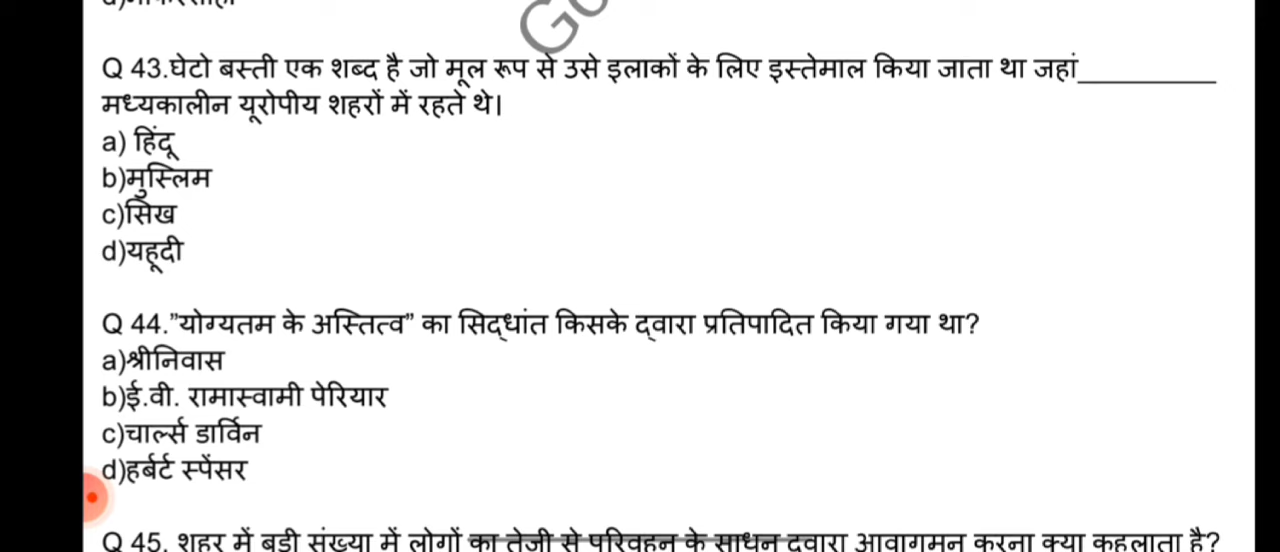 Q 43.घेटो बस्ती एक शब्द है जो मूल रूप से उसे इलाकों के लिए इस्तेमाल किया जाता था जहां__________
मध्यकालीन यूरोपीय शहरों में रहते थे।
a) हिंदू
b)मुस्लिम
c)सिख
d)यहूदी
Q 44."योग्यतम के अस्तित्व" का सिद्धांत किसके द्वारा प्रतिपादित किया गया था?
a)श्रीनिवास
b)ई.वी. रामास्वामी पेरियार
c)चार्ल्स डार्विन
d)हर्बर्ट स्पेंसर
Q 45. शहर में बड़ी संख्या में लोगों का तेजी से परिवहन के साधन द्वारा आवागमन करना क्या कहलाता है?